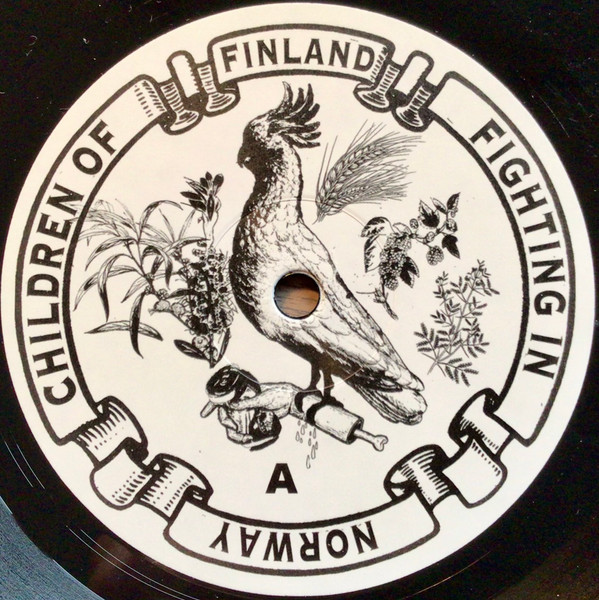 CHILDREN OF
FINLAND
FIGHTING IN
NORWAY
A